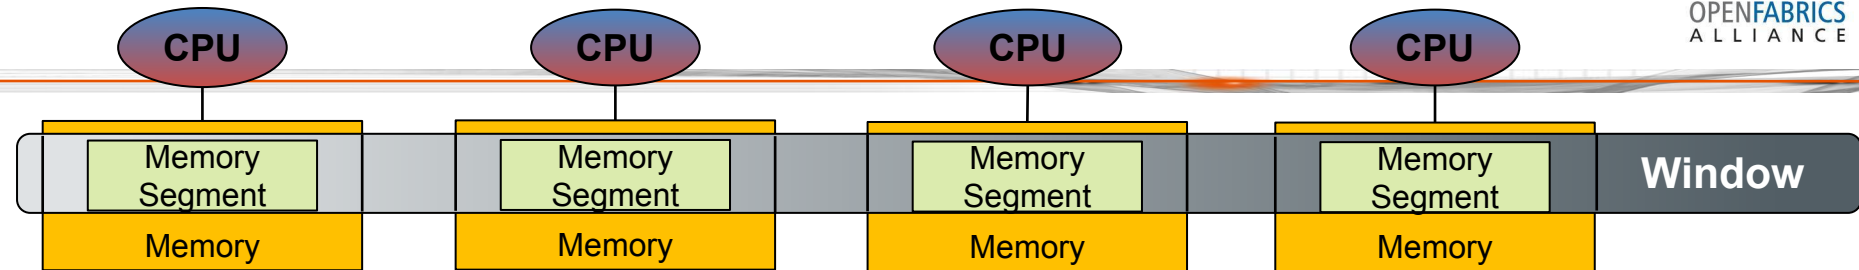 OPENFABRICS
ALLIANCE
CPU
CPU
CPU
CPU
Memory
Segment
Memory
Segment
Memory
Segment
Memory
Segment
Window
Memory
Memory
Memory
Memory